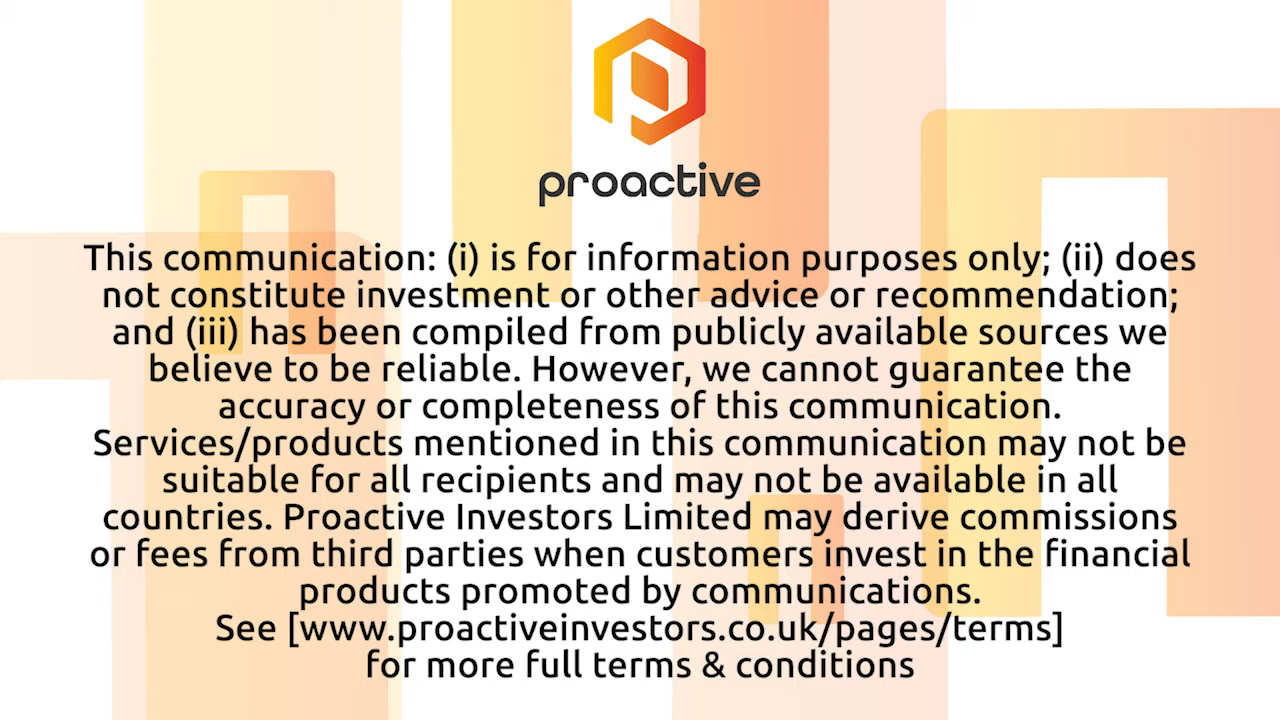 proactive
This communication: (i) is for information purposes only; (ii) does
not constitute investment or other advice or recommendation;
and (iii) has been compiled from publicly available sources we
believe to be reliable. However, we cannot guarantee the
accuracy or completeness of this communication.
Services/products mentioned in this communication may not be
suitable for all recipients and may not be available in all
countries. Proactive Investors Limited may derive commissions
or fees from third parties when customers invest in the financial
products promoted by communications.
See [www.proactiveinvestors.co.uk/pages/terms]
for more full terms & conditions